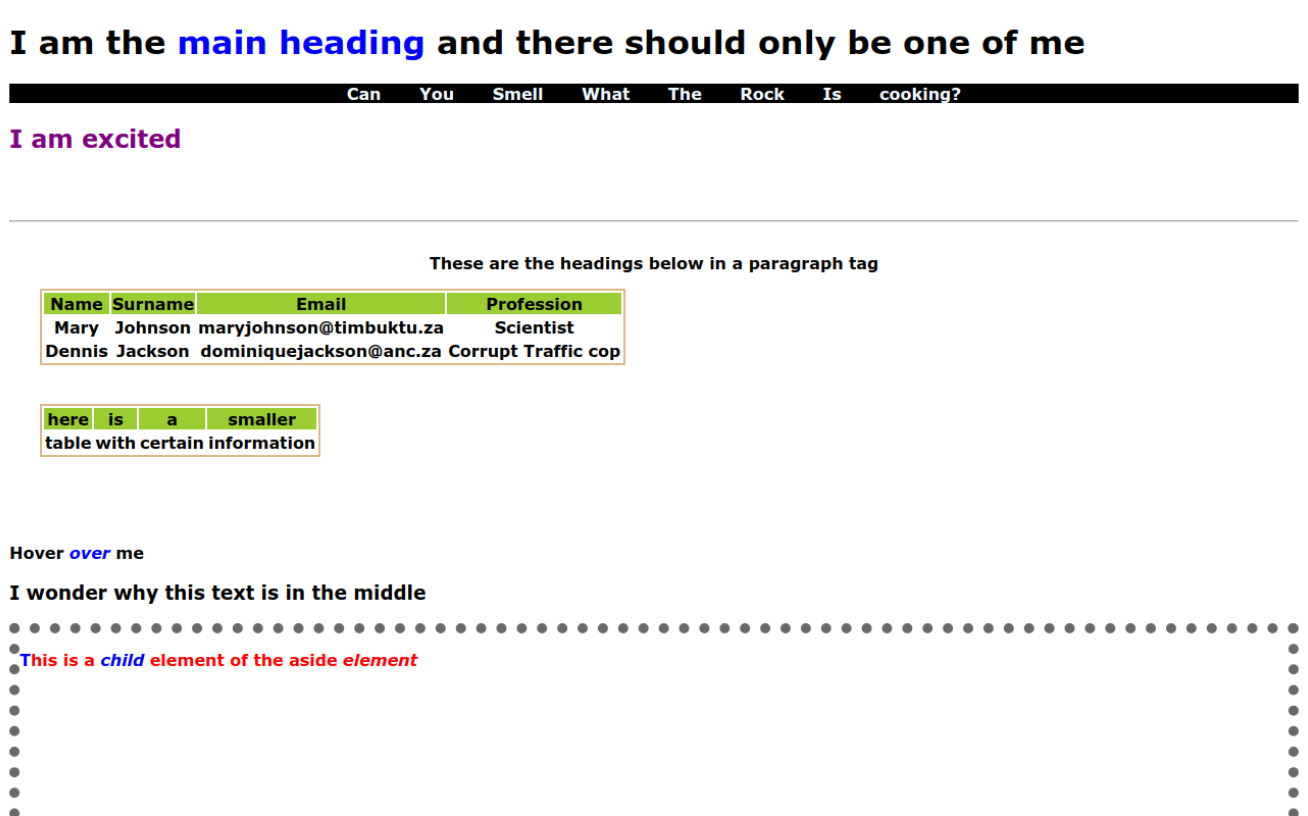 I am the main heading and there should only be one of me
Can You Smell What The Rock Is cooking?
I am excited
These are the headings below in a paragraph tag
Name Surname Email Profession
Mary Johnson maryjohnson@timbuktu.za Scientist
Dennis Jackson dominiquejackson@anc.za Corrupt Traffic cop
here is a smaller
table with certain information
Hover over me
I wonder why this text is in the middle
This is a child element of the aside element